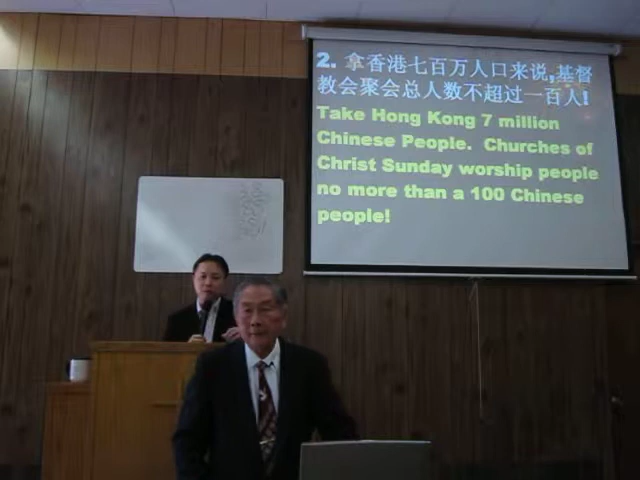 2. 拿香港七百万人口来说,基督
教会聚会总人数不超过一百人!
Take Hong Kong 7 million
Chinese People.  Churches of
Christ Sunday worship people
no more than a 100 Chinese
people!